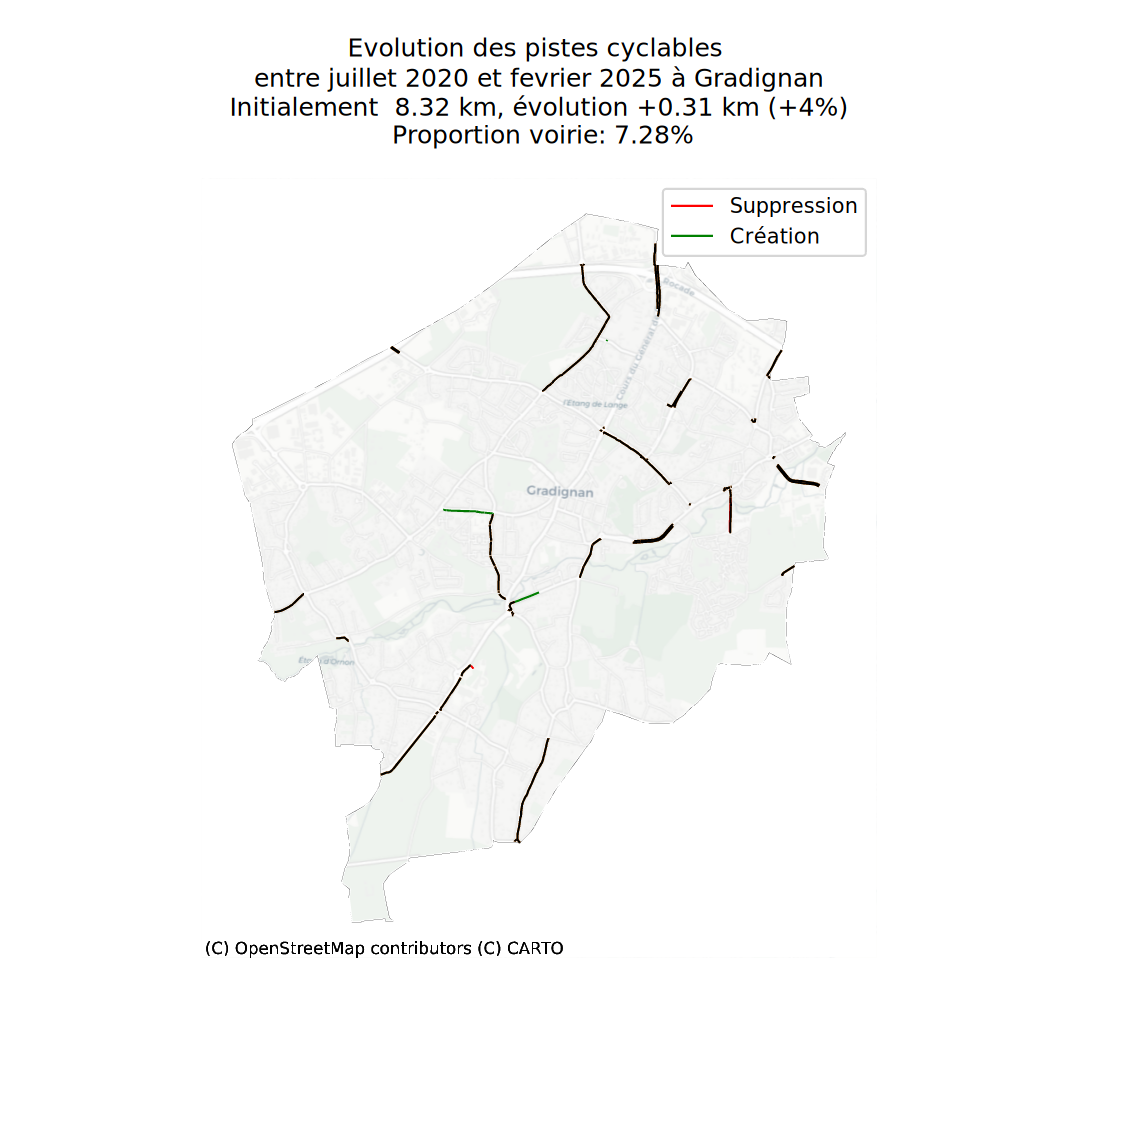 Evolution des pistes cyclables
entre juillet 2020 et fevrier 2025 à Gradignan
Initialement  8.32 km, évolution +0.31 km (+4%)
Proportion voirie: 7.28%
Suppression
Création
Rocade
Cours du Général de
l'Etang de Lange
Gradignan
d'Ornon
(C) OpenStreetMap contributors (C) CARTO